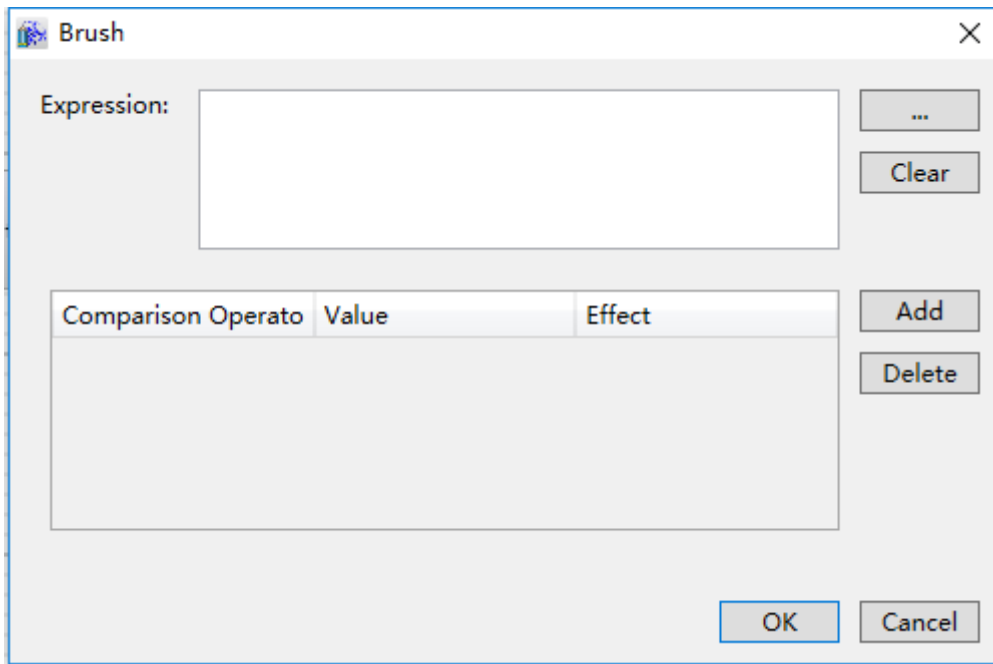 Brush
Expression:
...
Clear
Comparison Operato Value Effect
Add
Delete
OK Cancel